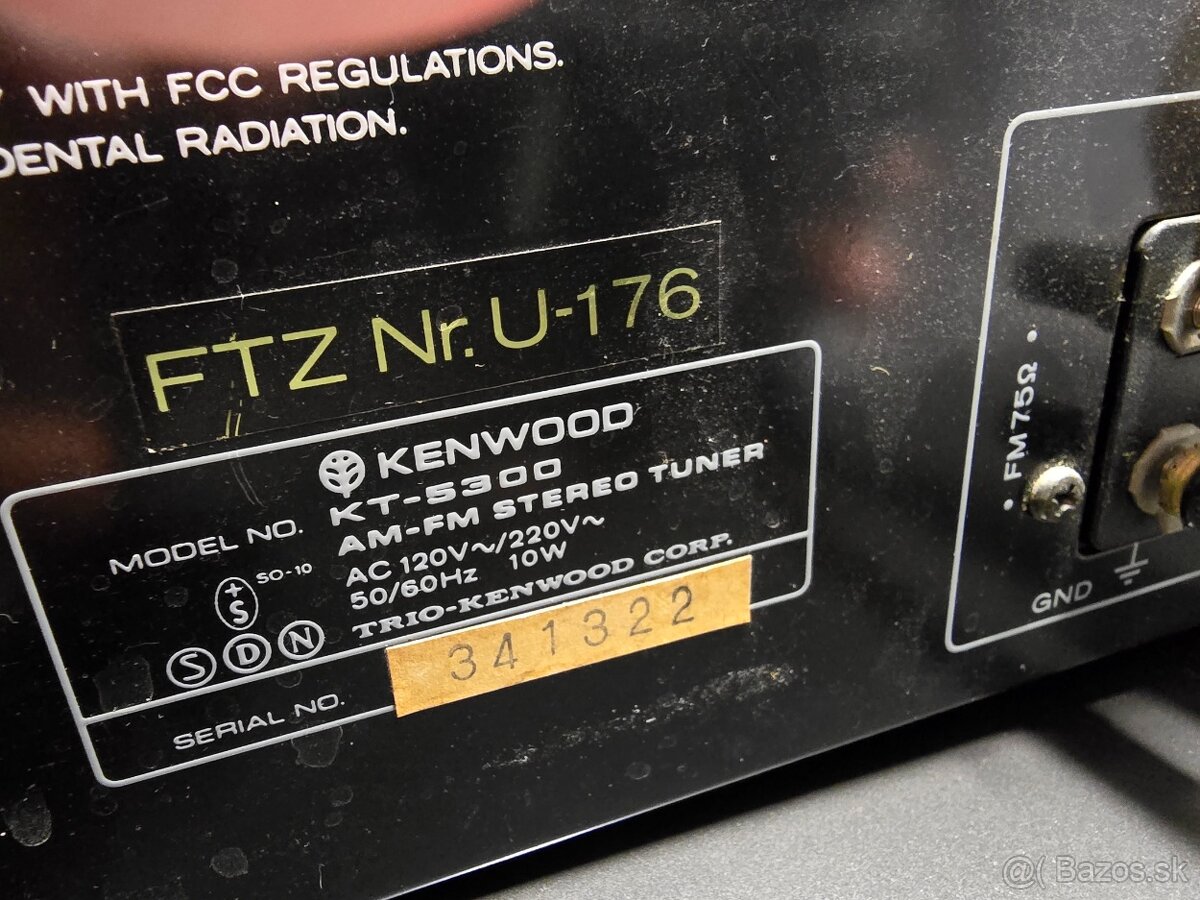 WITH FCC REGULATIONS.
DENTAL RADIATION.
FTZ Nr. U-176
KENWOOD
MODEL NO. KT-5300
AM-FM STEREO TUNER
AC 120V~/220V~
50/60Hz 10W
SO-10
+
S
S D N
TRIO-KENWOOD CORP.
SERIAL NO. 341322
• FM 75Ω •
GND
@( Bazos.sk